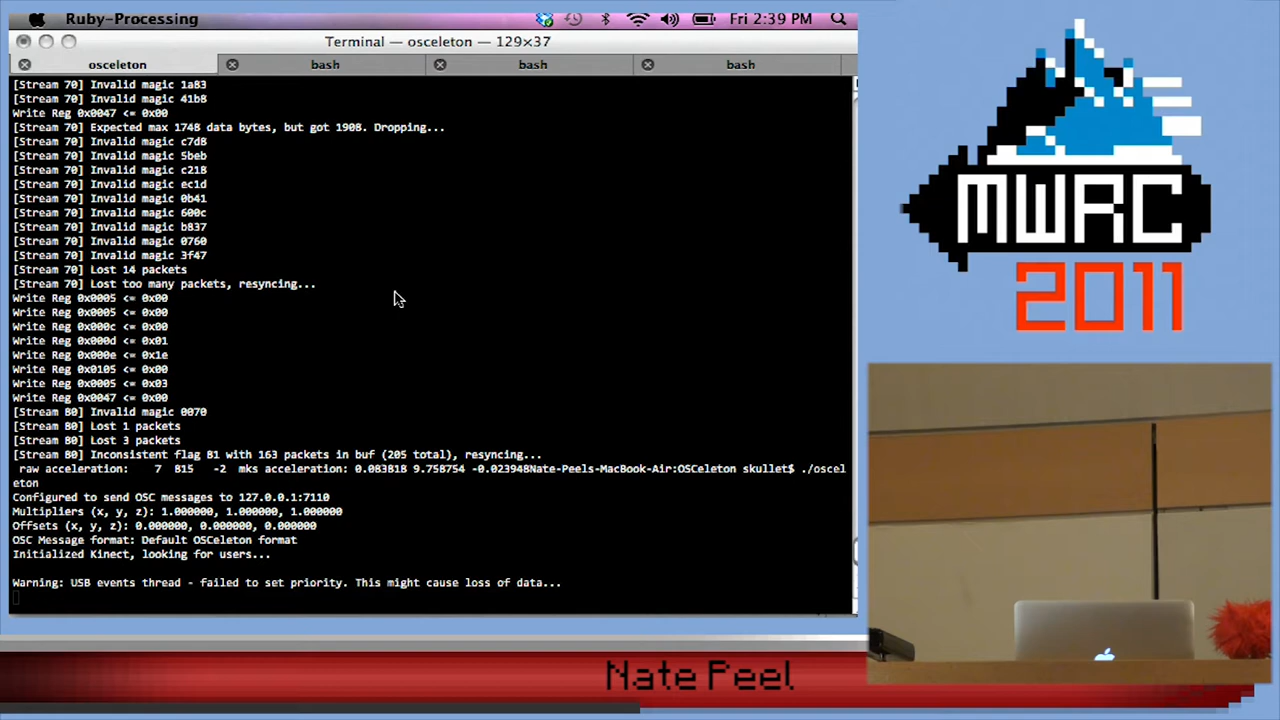 Ruby-Processing
Fri 2:39 PM
Terminal — osceleton — 129×37
osceleton
bash
bash
bash
[Stream 70] Invalid magic 1a83
[Stream 70] Invalid magic 41b8
Write Reg 0x0047 <= 0x00
[Stream 70] Expected max 1748 data bytes, but got 1908. Dropping...
[Stream 70] Invalid magic c7d8
[Stream 70] Invalid magic 5beb
[Stream 70] Invalid magic c218
[Stream 70] Invalid magic ec1d
[Stream 70] Invalid magic 0b41
[Stream 70] Invalid magic 600c
[Stream 70] Invalid magic b837
[Stream 70] Invalid magic 0760
[Stream 70] Invalid magic 3f47
[Stream 70] Lost 14 packets
[Stream 70] Lost too many packets, resyncing...
Write Reg 0x0005 <= 0x00
Write Reg 0x0005 <= 0x00
Write Reg 0x000c <= 0x00
Write Reg 0x000d <= 0x01
Write Reg 0x000e <= 0x1e
Write Reg 0x0105 <= 0x00
Write Reg 0x0005 <= 0x03
Write Reg 0x0047 <= 0x00
[Stream 80] Invalid magic 0070
[Stream 80] Lost 1 packets
[Stream 80] Lost 3 packets
[Stream 80] Inconsistent flag 81 with 163 packets in buf (205 total), resyncing...
raw acceleration: 7 815 -2 mks acceleration: 0.083818 9.758754 -0.023948Nate-Peels-MacBook-Air:OSCeleton skullet$ ./oscel
eton
Configured to send OSC messages to 127.0.0.1:7110
Multipliers (x, y, z): 1.000000, 1.000000, 1.000000
Offsets (x, y, z): 0.000000, 0.000000, 0.000000
OSC Message format: Default OSCeleton format
Initialized Kinect, looking for users...
Warning: USB events thread - failed to set priority. This might cause loss of data...
MWRC
2011
Nate Peel